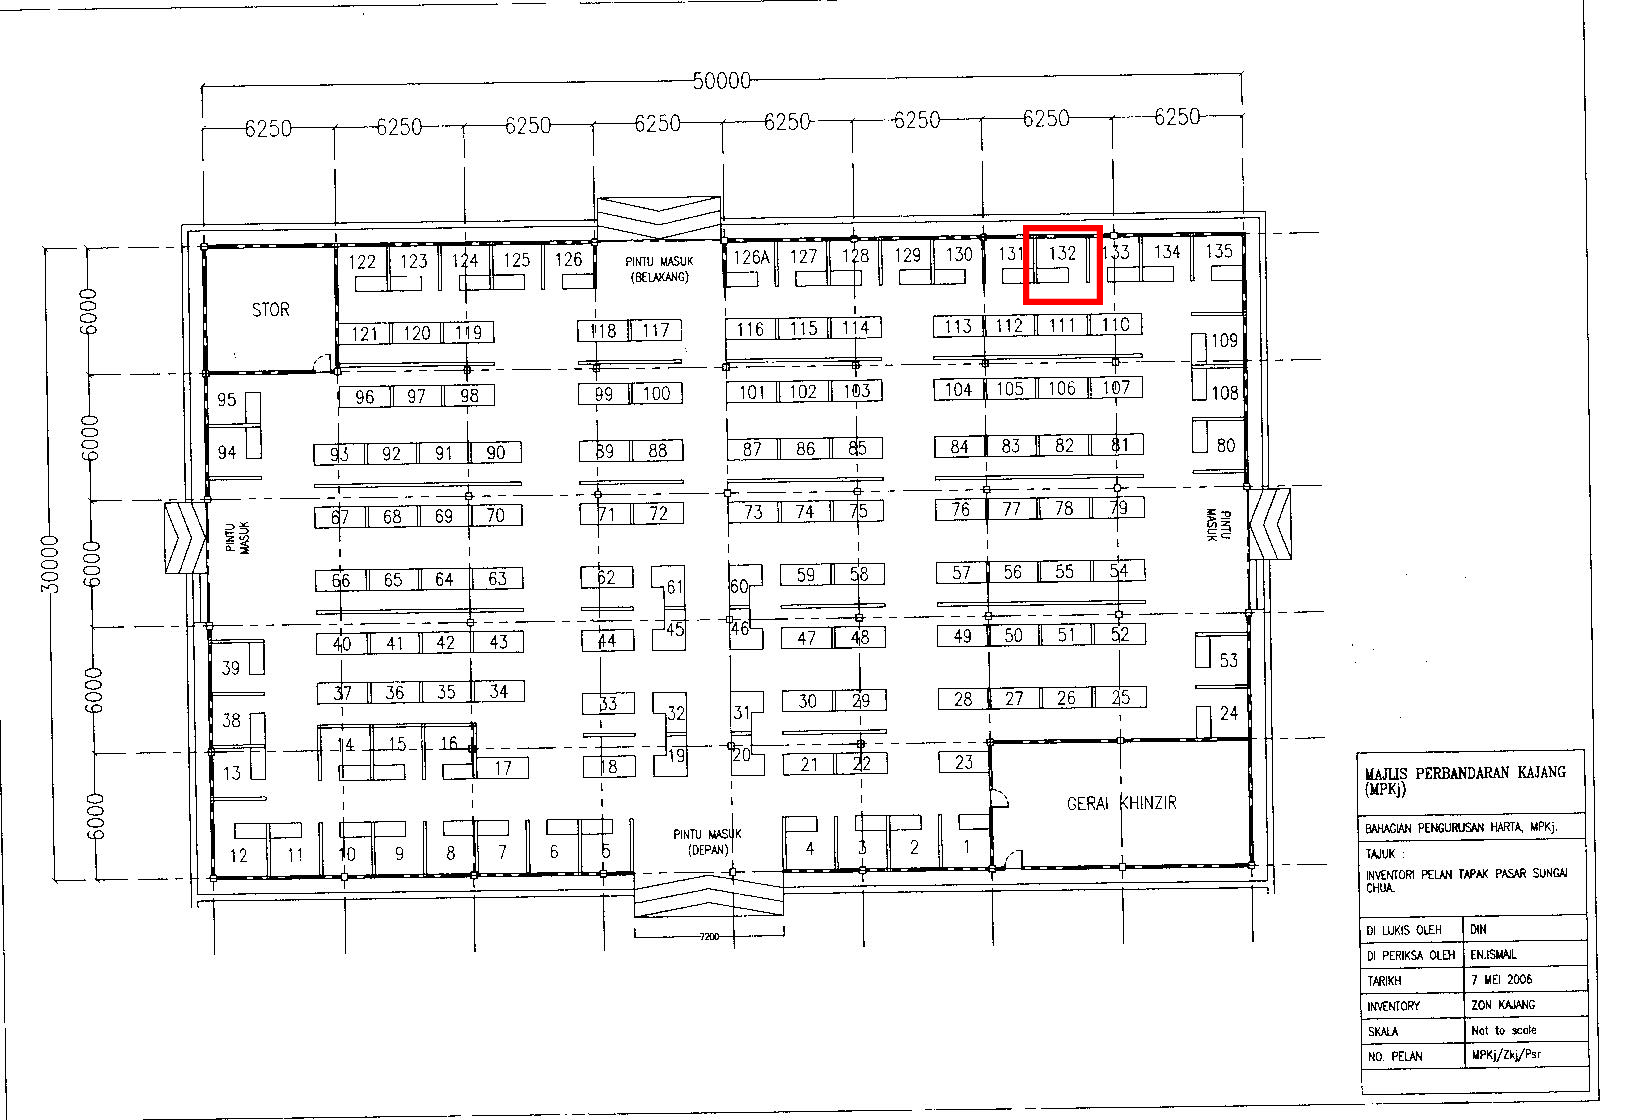 50000
6250 6250 6250 6250 6250 6250 6250 6250
122 123 124 125 126 PINTU MASUK 126A 127 128 129 130 131 132 133 134 135
(BELAKANG)
STOR
6000
121 120 119 118 117 116 115 114 113 112 111 110
109
95 96 97 98 99 100 101 102 103 104 105 106 107 108
6000
94 93 92 91 90 89 88 87 86 85 84 83 82 81 80
67 68 69 70 71 72 73 74 75 76 77 78 79
PINTU MASUK
PINTU MASUK
30000
6000
66 65 64 63 62 61 60 59 58 57 56 55 54
40 41 42 43 44 45 46 47 48 49 50 51 52
39 53
6000
37 36 35 34 33 32 31 30 29 28 27 26 25
38 24
14 15 16
13 17 18 19 20 21 22 23
6000
GERAI KHINZIR
PINTU MASUK
(DEPAN)
12 11 10 9 8 7 6 5 4 3 2 1
7200
MAJLIS PERBANDARAN KAJANG
(MPKj)
BAHAGIAN PENGURUSAN HARTA, MPKj.
TAJUK :
INVENTORI PELAN TAPAK PASAR SUNGAI
CHUA.
DI LUKIS OLEH DIN
DI PERIKSA OLEH EN.ISMAIL
TARIKH 7 MEI 2006
INVENTORY ZON KAJANG
SKALA Not to scale
NO. PELAN MPKj/Zkj/Psr